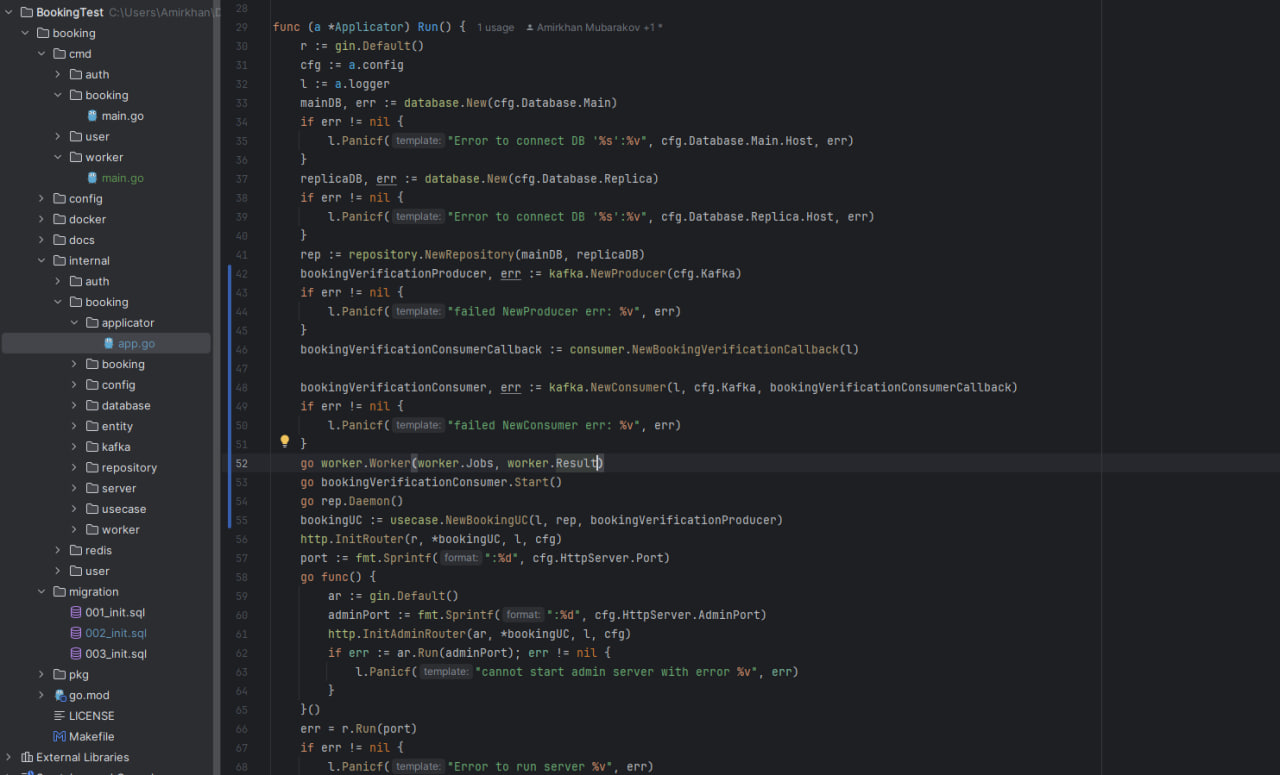 BookingTest C:\Users\Amirkhan\
booking
cmd
auth
booking
main.go
user
worker
main.go
config
docker
docs
internal
auth
booking
applicator
app.go
booking
config
database
entity
kafka
repository
server
usecase
worker
redis
user
migration
001_init.sql
002_init.sql
003_init.sql
pkg
go.mod
LICENSE
Makefile
External Libraries
28
29 func (a *Applicator) Run() { 1 usage Amirkhan Mubarakov +1 *
30 r := gin.Default()
31 cfg := a.config
32 l := a.logger
33 mainDB, err := database.New(cfg.Database.Main)
34 if err != nil {
35 l.Panicf( template: "Error to connect DB '%s':%v", cfg.Database.Main.Host, err)
36 }
37 replicaDB, err := database.New(cfg.Database.Replica)
38 if err != nil {
39 l.Panicf( template: "Error to connect DB '%s':%v", cfg.Database.Replica.Host, err)
40 }
41 rep := repository.NewRepository(mainDB, replicaDB)
42 bookingVerificationProducer, err := kafka.NewProducer(cfg.Kafka)
43 if err != nil {
44 l.Panicf( template: "failed NewProducer err: %v", err)
45 }
46 bookingVerificationConsumerCallback := consumer.NewBookingVerificationCallback(l)
47
48 bookingVerificationConsumer, err := kafka.NewConsumer(l, cfg.Kafka, bookingVerificationConsumerCallback)
49 if err != nil {
50 l.Panicf( template: "failed NewConsumer err: %v", err)
51 }
52 go worker.Worker(worker.Jobs, worker.Result)
53 go bookingVerificationConsumer.Start()
54 go rep.Daemon()
55 bookingUC := usecase.NewBookingUC(l, rep, bookingVerificationProducer)
56 http.InitRouter(r, *bookingUC, l, cfg)
57 port := fmt.Sprintf( format: ":%d", cfg.HttpServer.Port)
58 go func() {
59 ar := gin.Default()
60 adminPort := fmt.Sprintf( format: ":%d", cfg.HttpServer.AdminPort)
61 http.InitAdminRouter(ar, *bookingUC, l, cfg)
62 if err := ar.Run(adminPort); err != nil {
63 l.Panicf( template: "cannot start admin server with error %v", err)
64 }
65 }()
66 err = r.Run(port)
67 if err != nil {
68 l.Panicf( template: "Error to run server %v", err)